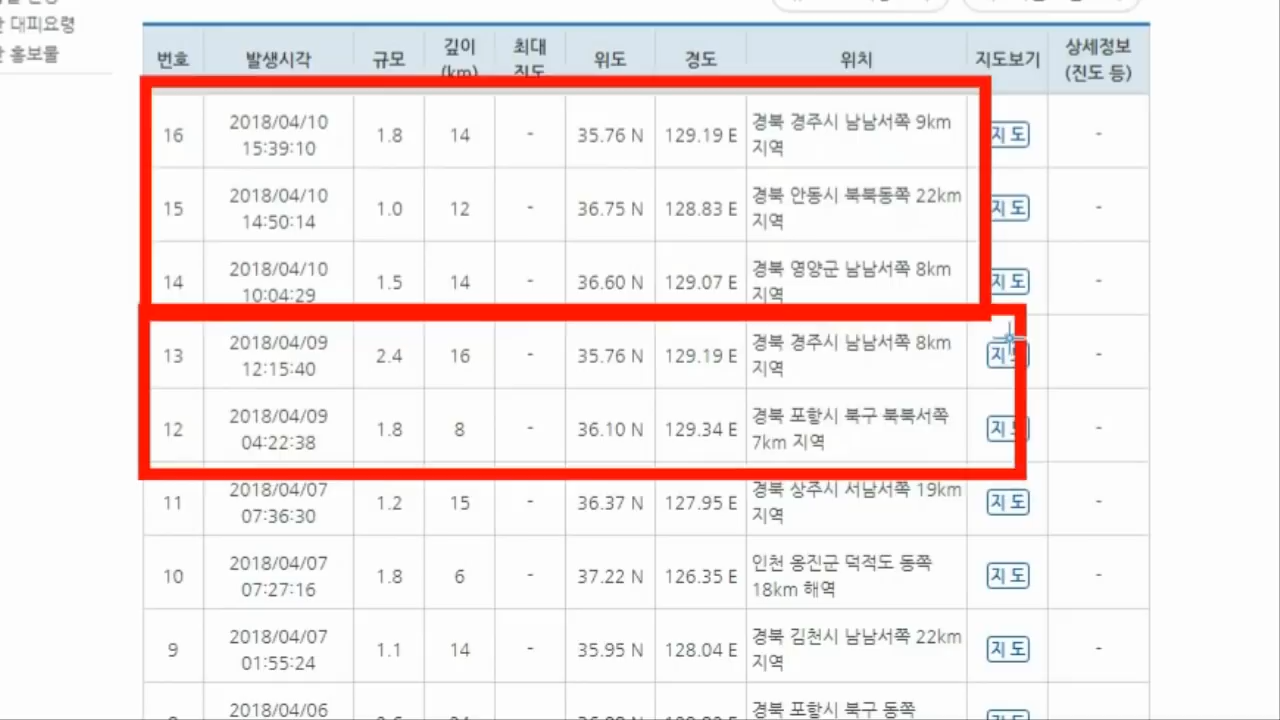 대피요령
홍보물
번호 발생시각 규모 깊이 (km) 최대 진도 위도 경도 위치 지도보기 상세정보 (진도 등)
16 2018/04/10 15:39:10 1.8 14 - 35.76 N 129.19 E 경북 경주시 남남서쪽 9km 지역 지도 -
15 2018/04/10 14:50:14 1.0 12 - 36.75 N 128.83 E 경북 안동시 북북동쪽 22km 지역 지도 -
14 2018/04/10 10:04:29 1.5 14 - 36.60 N 129.07 E 경북 영양군 남남서쪽 8km 지역 지도 -
13 2018/04/09 12:15:40 2.4 16 - 35.76 N 129.19 E 경북 경주시 남남서쪽 8km 지역 지도 -
12 2018/04/09 04:22:38 1.8 8 - 36.10 N 129.34 E 경북 포항시 북구 북북서쪽 7km 지역 지도 -
11 2018/04/07 07:36:30 1.2 15 - 36.37 N 127.95 E 경북 상주시 서남서쪽 19km 지역 지도 -
10 2018/04/07 07:27:16 1.8 6 - 37.22 N 126.35 E 인천 옹진군 덕적도 동쪽 18km 해역 지도 -
9 2018/04/07 01:55:24 1.1 14 - 35.95 N 128.04 E 경북 김천시 남남서쪽 22km 지역 지도 -
2018/04/06 경북 포항시 북구 동쪽